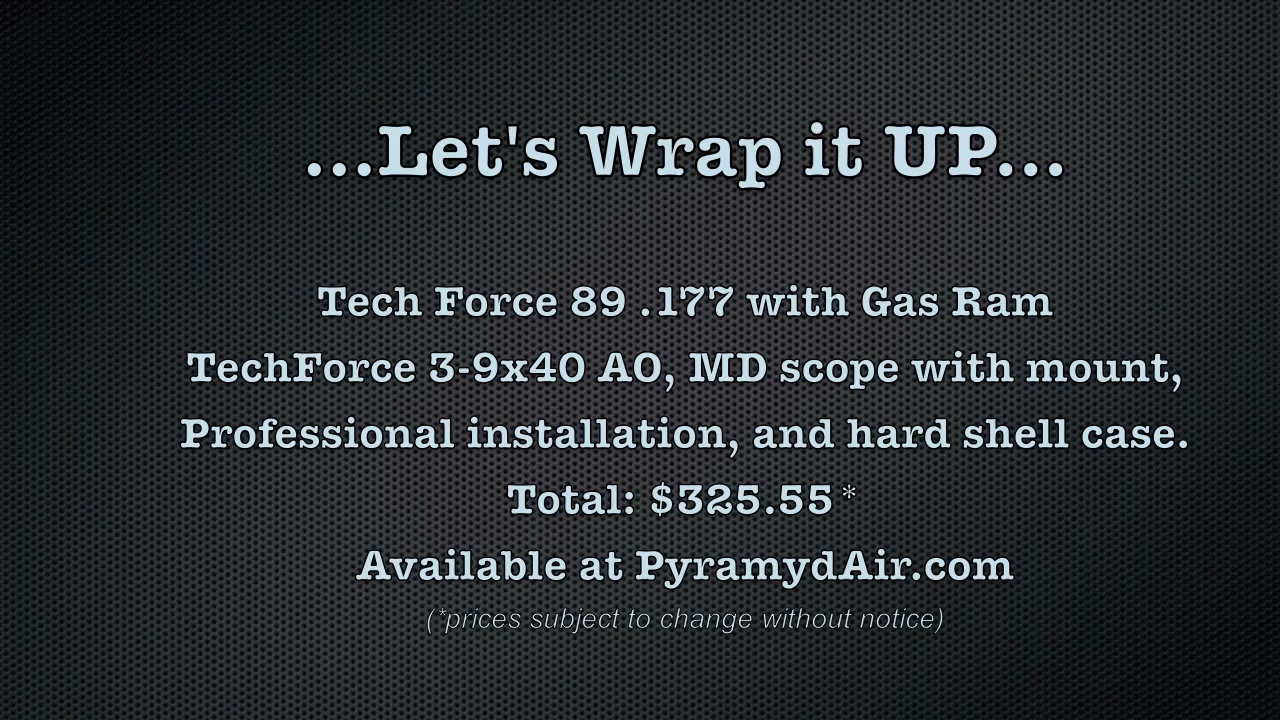 ...Let's Wrap it UP...
Tech Force 89 .177 with Gas Ram
TechForce 3-9x40 AO, MD scope with mount,
Professional installation, and hard shell case.
Total: $325.55*
Available at PyramydAir.com
(*prices subject to change without notice)